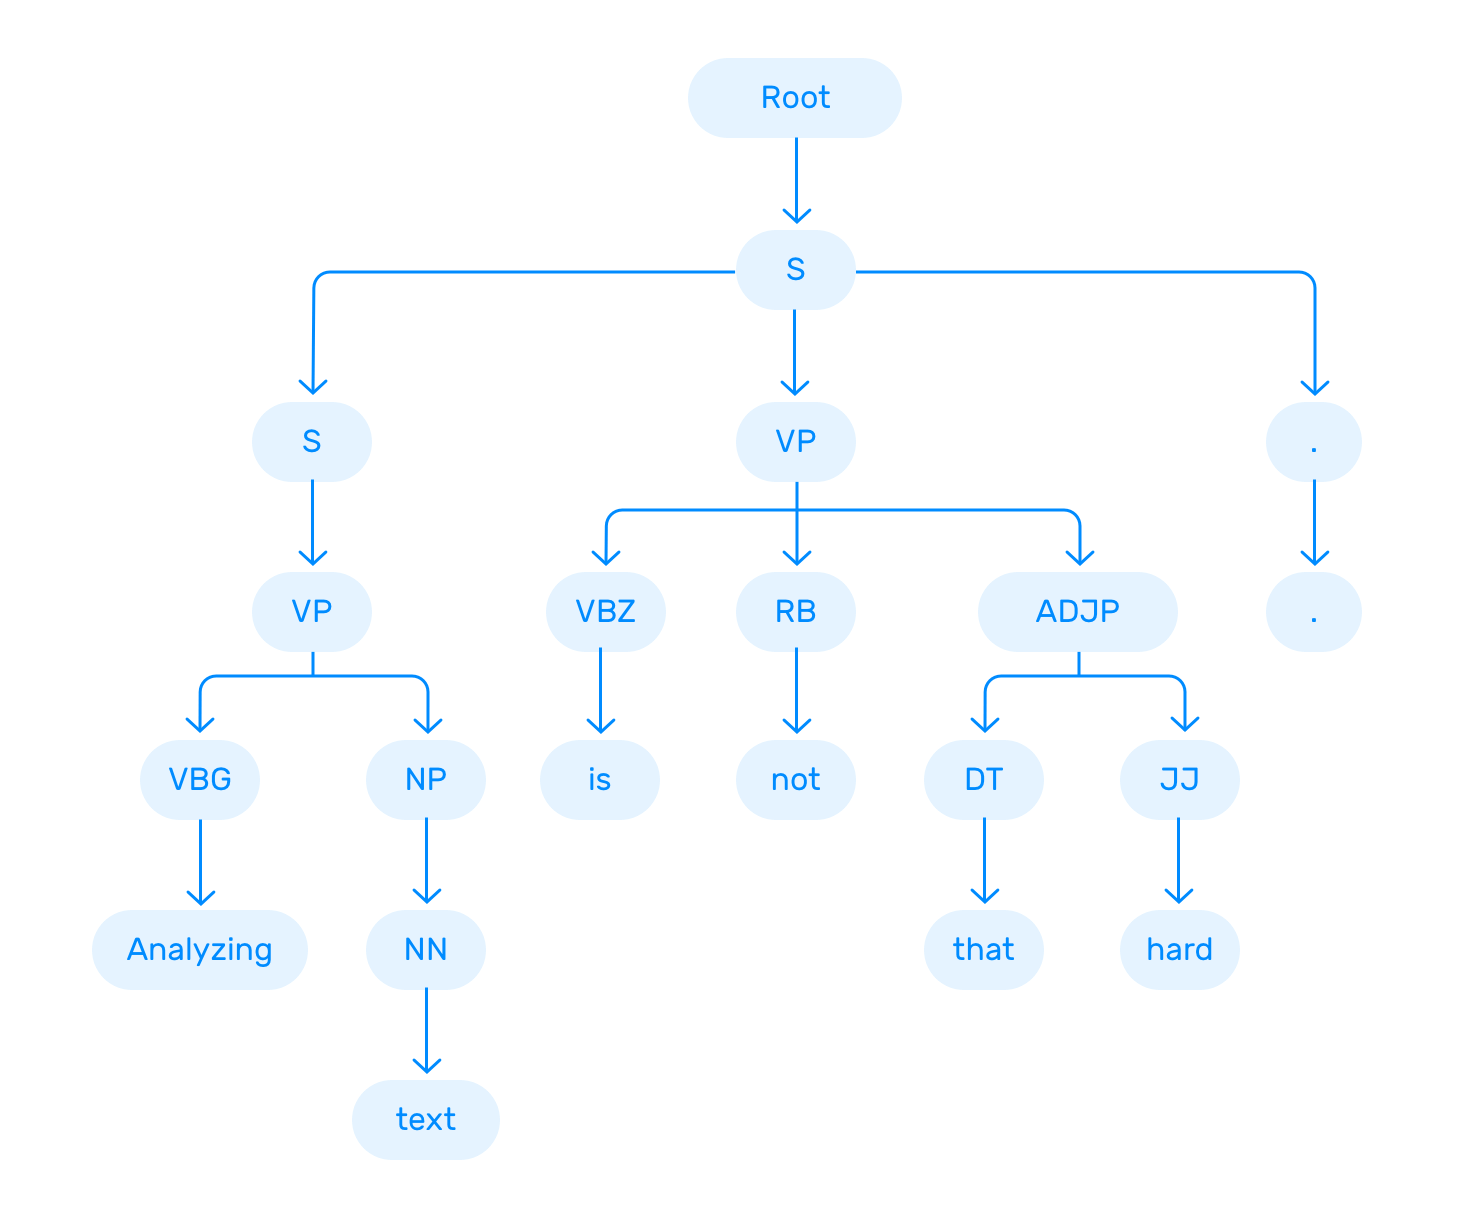 Root
S
S VP .
VP VBZ RB ADJP .
VBG NP is not DT JJ
Analyzing NN that hard
text